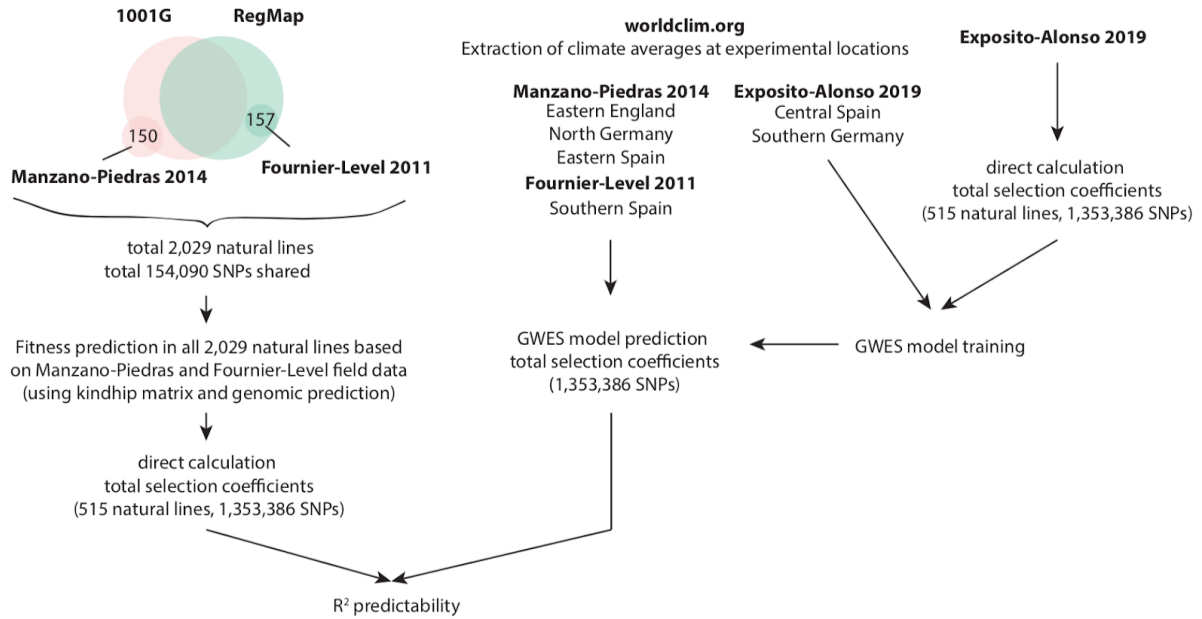 1001G
RegMap
150
157
Manzano-Piedras 2014
Fournier-Level 2011
total 2,029 natural lines
total 154,090 SNPs shared
Fitness prediction in all 2,029 natural lines based
on Manzano-Piedras and Fournier-Level field data
(using kindhip matrix and genomic prediction)
direct calculation
total selection coefficients
(515 natural lines, 1,353,386 SNPs)
worldclim.org
Extraction of climate averages at experimental locations
Manzano-Piedras 2014
Eastern England
North Germany
Eastern Spain
Fournier-Level 2011
Southern Spain
Exposito-Alonso 2019
Central Spain
Southern Germany
Exposito-Alonso 2019
direct calculation
total selection coefficients
(515 natural lines, 1,353,386 SNPs)
GWES model training
GWES model prediction
total selection coefficients
(1,353,386 SNPs)
R² predictability